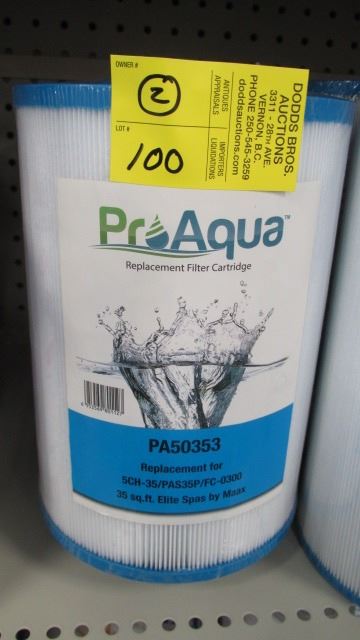 OWNER #
2
LOT #
100
ANTIQUES
APPRAISALS
IMPORTERS
LIQUIDATIONS
DODDS BROS.
AUCTIONS
3311 - 28TH AVE.
VERNON, B.C.
PHONE 250-545-3259
doddsauctions.com
ProAqua™
Replacement Filter Cartridge
PA50353
Replacement for
5CH-35/PAS35P/FC-0300
35 sq.ft. Elite Spas by Maax